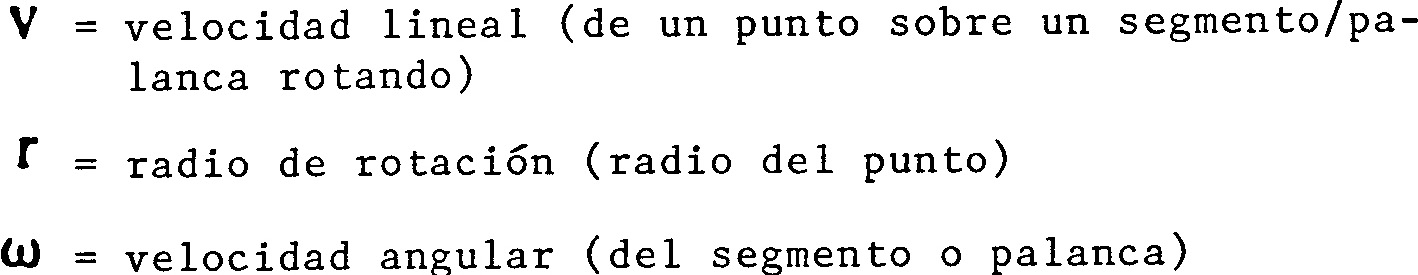 v = velocidad lineal (de un punto sobre un segmento/pa-
lanca rotando)
r = radio de rotación (radio del punto)
ω = velocidad angular (del segmento o palanca)